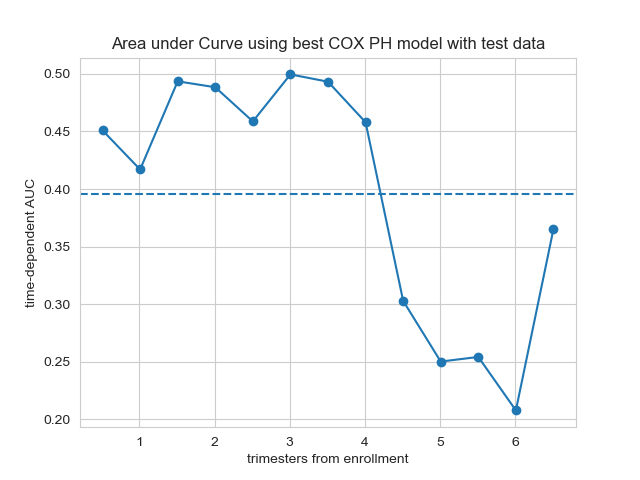 Area under Curve using best COX PH model with test data
time-dependent AUC
0.50
0.45
0.40
0.35
0.30
0.25
0.20
1 2 3 4 5 6
trimesters from enrollment